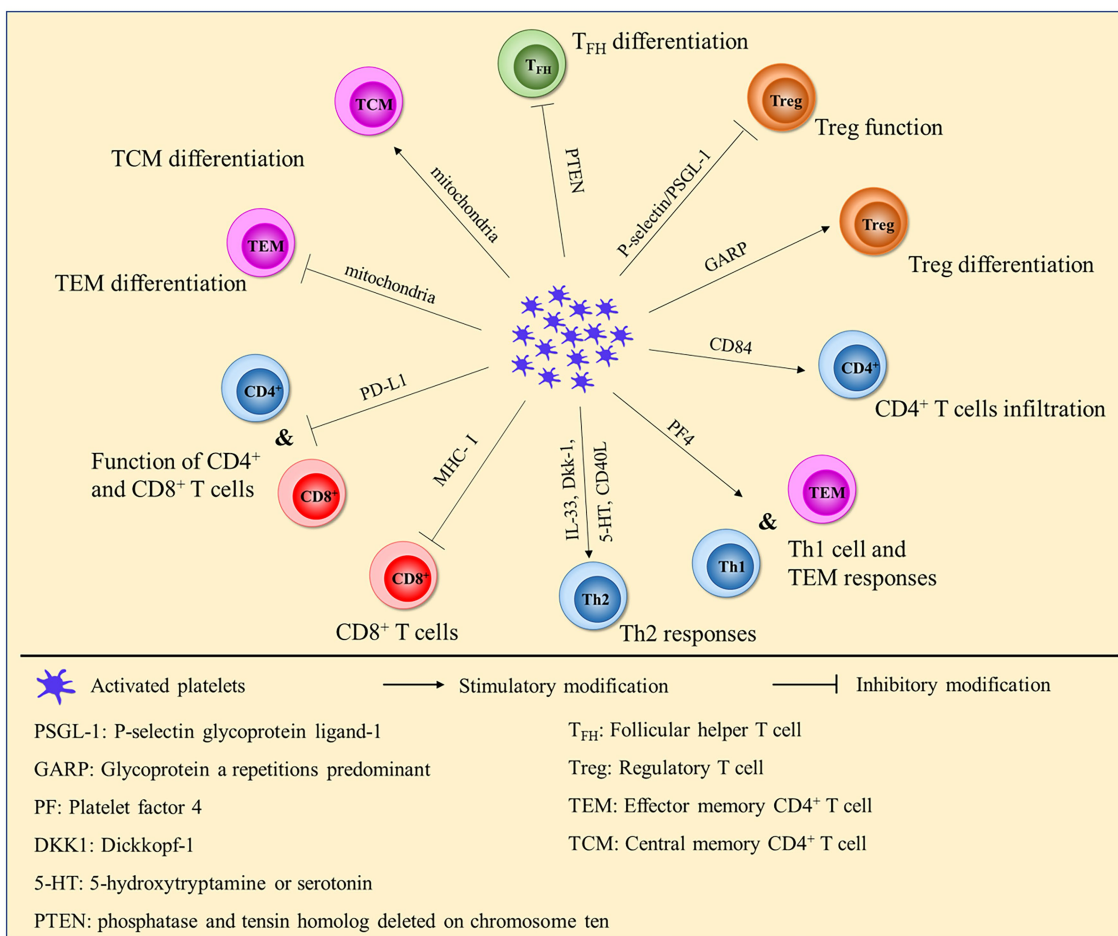 T_FH
T_FH differentiation
TCM
TCM differentiation
Treg
Treg function
PTEN
mitochondria
P-selectin/PSGL-1
Treg
Treg differentiation
GARP
TEM
TEM differentiation
mitochondria
CD84
CD4⁺
CD4⁺ T cells infiltration
CD4⁺
&
PD-L1
Function of CD4⁺
and CD8⁺ T cells
CD8⁺
MHC- I
CD8⁺
CD8⁺ T cells
IL-33, Dkk-1,
5-HT, CD40L
Th2
Th2 responses
PF4
TEM
&
Th1
Th1 cell and
TEM responses
Activated platelets
Stimulatory modification
Inhibitory modification
PSGL-1: P-selectin glycoprotein ligand-1
GARP: Glycoprotein a repetitions predominant
PF: Platelet factor 4
DKK1: Dickkopf-1
5-HT: 5-hydroxytryptamine or serotonin
PTEN: phosphatase and tensin homolog deleted on chromosome ten
T_FH: Follicular helper T cell
Treg: Regulatory T cell
TEM: Effector memory CD4⁺ T cell
TCM: Central memory CD4⁺ T cell